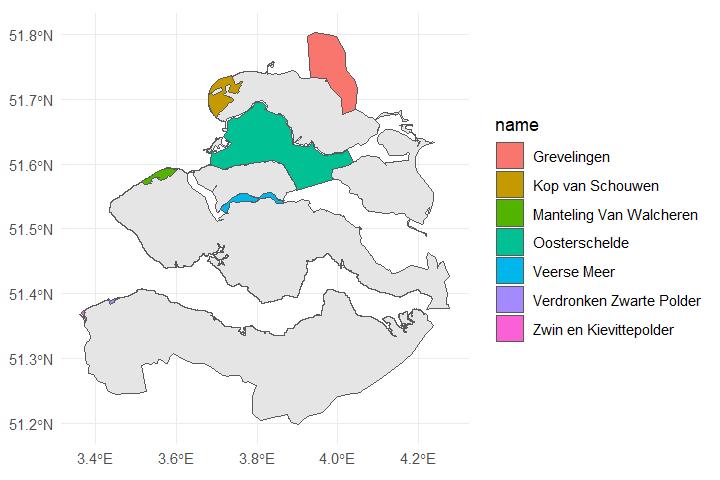 51.8°N
51.7°N
51.6°N
51.5°N
51.4°N
51.3°N
51.2°N
3.4°E 3.6°E 3.8°E 4.0°E 4.2°E
name
Grevelingen
Kop van Schouwen
Manteling Van Walcheren
Oosterschelde
Veerse Meer
Verdronken Zwarte Polder
Zwin en Kievittepolder